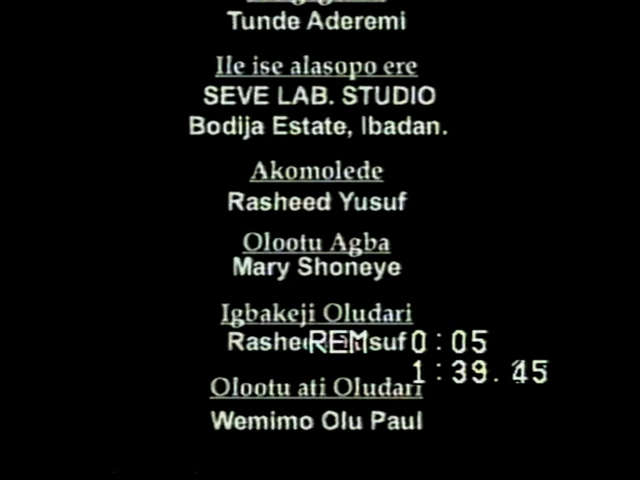 Tunde Aderemi
Ile ise alasopo ere
SEVE LAB. STUDIO
Bodija Estate, Ibadan.
Akomolede
Rasheed Yusuf
Olootu Agba
Mary Shoneye
Igbakeji Oludari
REM 0:05
1:39.45
Olootu ati Oludari
Wemimo Olu Paul